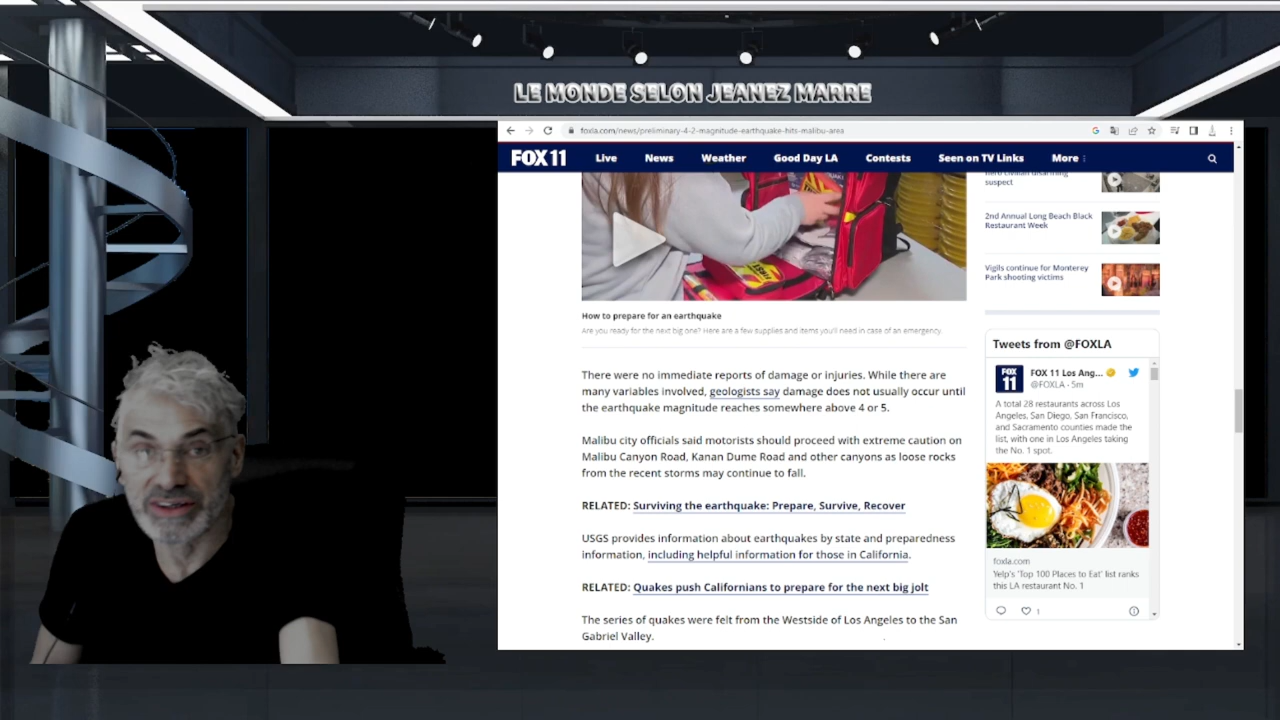 LE MONDE SELON JEANEZ MARRE
foxla.com/news/preliminary-4-2-magnitude-earthquake-hits-malibu-area
FOX 11 Live News Weather Good Day LA Contests Seen on TV Links More
hero civilian disarming
suspect
2nd Annual Long Beach Black
Restaurant Week
Vigils continue for Monterey
Park shooting victims
How to prepare for an earthquake
Are you ready for the next big one? Here are a few supplies and items you'll need in case of an emergency.
There were no immediate reports of damage or injuries. While there are
many variables involved, geologists say damage does not usually occur until
the earthquake magnitude reaches somewhere above 4 or 5.
Malibu city officials said motorists should proceed with extreme caution on
Malibu Canyon Road, Kanan Dume Road and other canyons as loose rocks
from the recent storms may continue to fall.
RELATED: Surviving the earthquake: Prepare, Survive, Recover
USGS provides information about earthquakes by state and preparedness
information, including helpful information for those in California.
RELATED: Quakes push Californians to prepare for the next big jolt
The series of quakes were felt from the Westside of Los Angeles to the San
Gabriel Valley.
Tweets from @FOXLA
FOX 11
FOX 11 Los Ang...
@FOXLA · 5m
A total 28 restaurants across Los
Angeles, San Diego, San Francisco,
and Sacramento counties made the
list, with one in Los Angeles taking
the No. 1 spot.
foxla.com
Yelp's 'Top 100 Places to Eat' list ranks
this LA restaurant No. 1
1